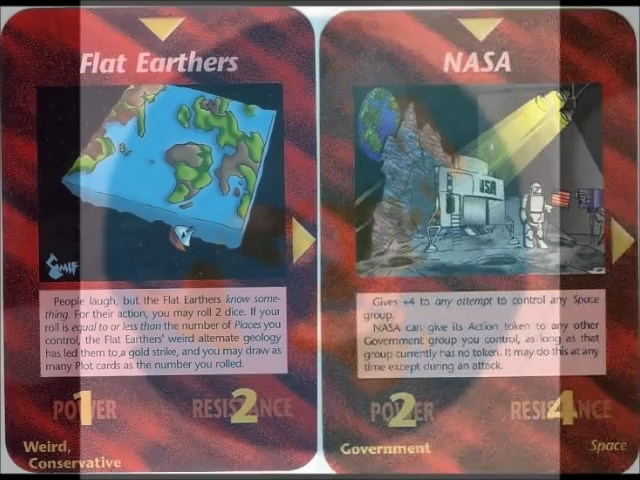 Flat Earthers
People laugh, but the Flat Earthers know some-
thing. For their action, you may roll 2 dice. If your
roll is equal to or less than the number of Places you
control, the Flat Earthers' weird alternate geology
has led them to a gold strike, and you may draw as
many Plot cards as the number you rolled.
POWER 1 RESISTANCE 2
Weird,
Conservative
NASA
USA
Gives +4 to any attempt to control any Space
group.
NASA can give its Action token to any other
Government group you control, as long as that
group currently has no token. It may do this at any
time except during an attack.
POWER 2 RESISTANCE 4
Government Space